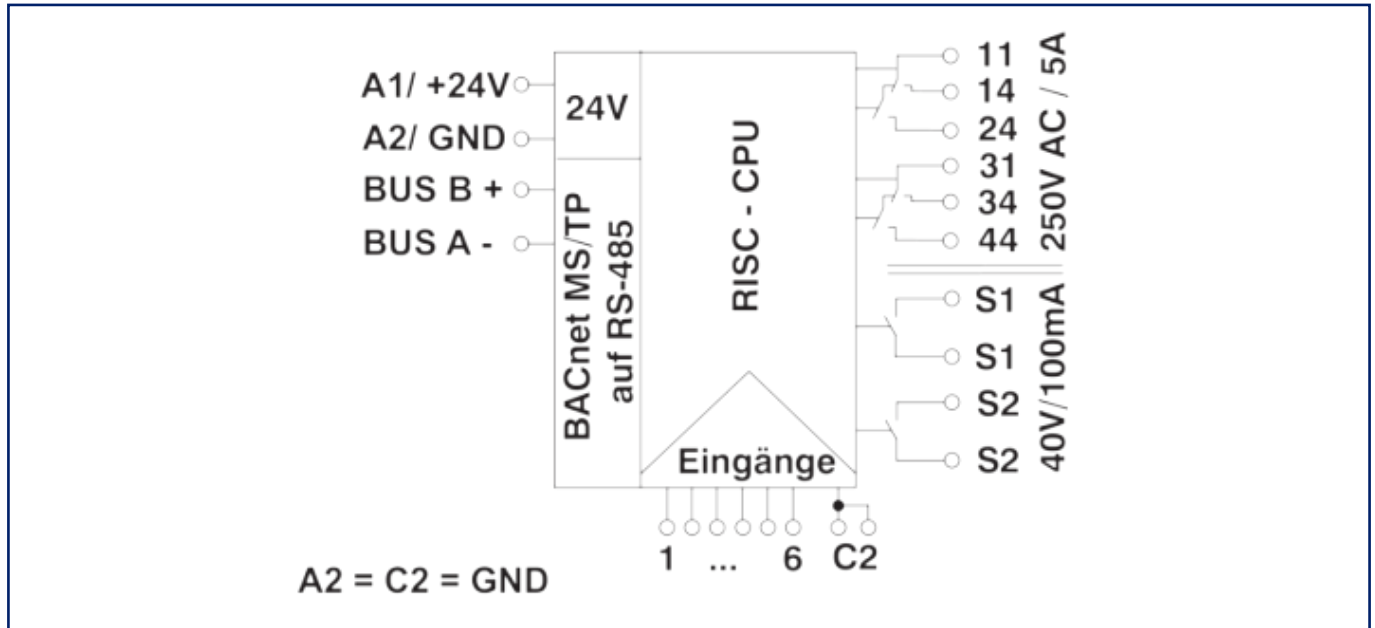 A1/ +24V
A2/ GND
BUS B +
BUS A -
24V
BACnet MS/TP
auf RS-485
RISC - CPU
Eingänge
11
14
24
31
34
44
250V AC / 5A
S1
S1
S2
S2
40V/100mA
1 ... 6 C2
A2 = C2 = GND